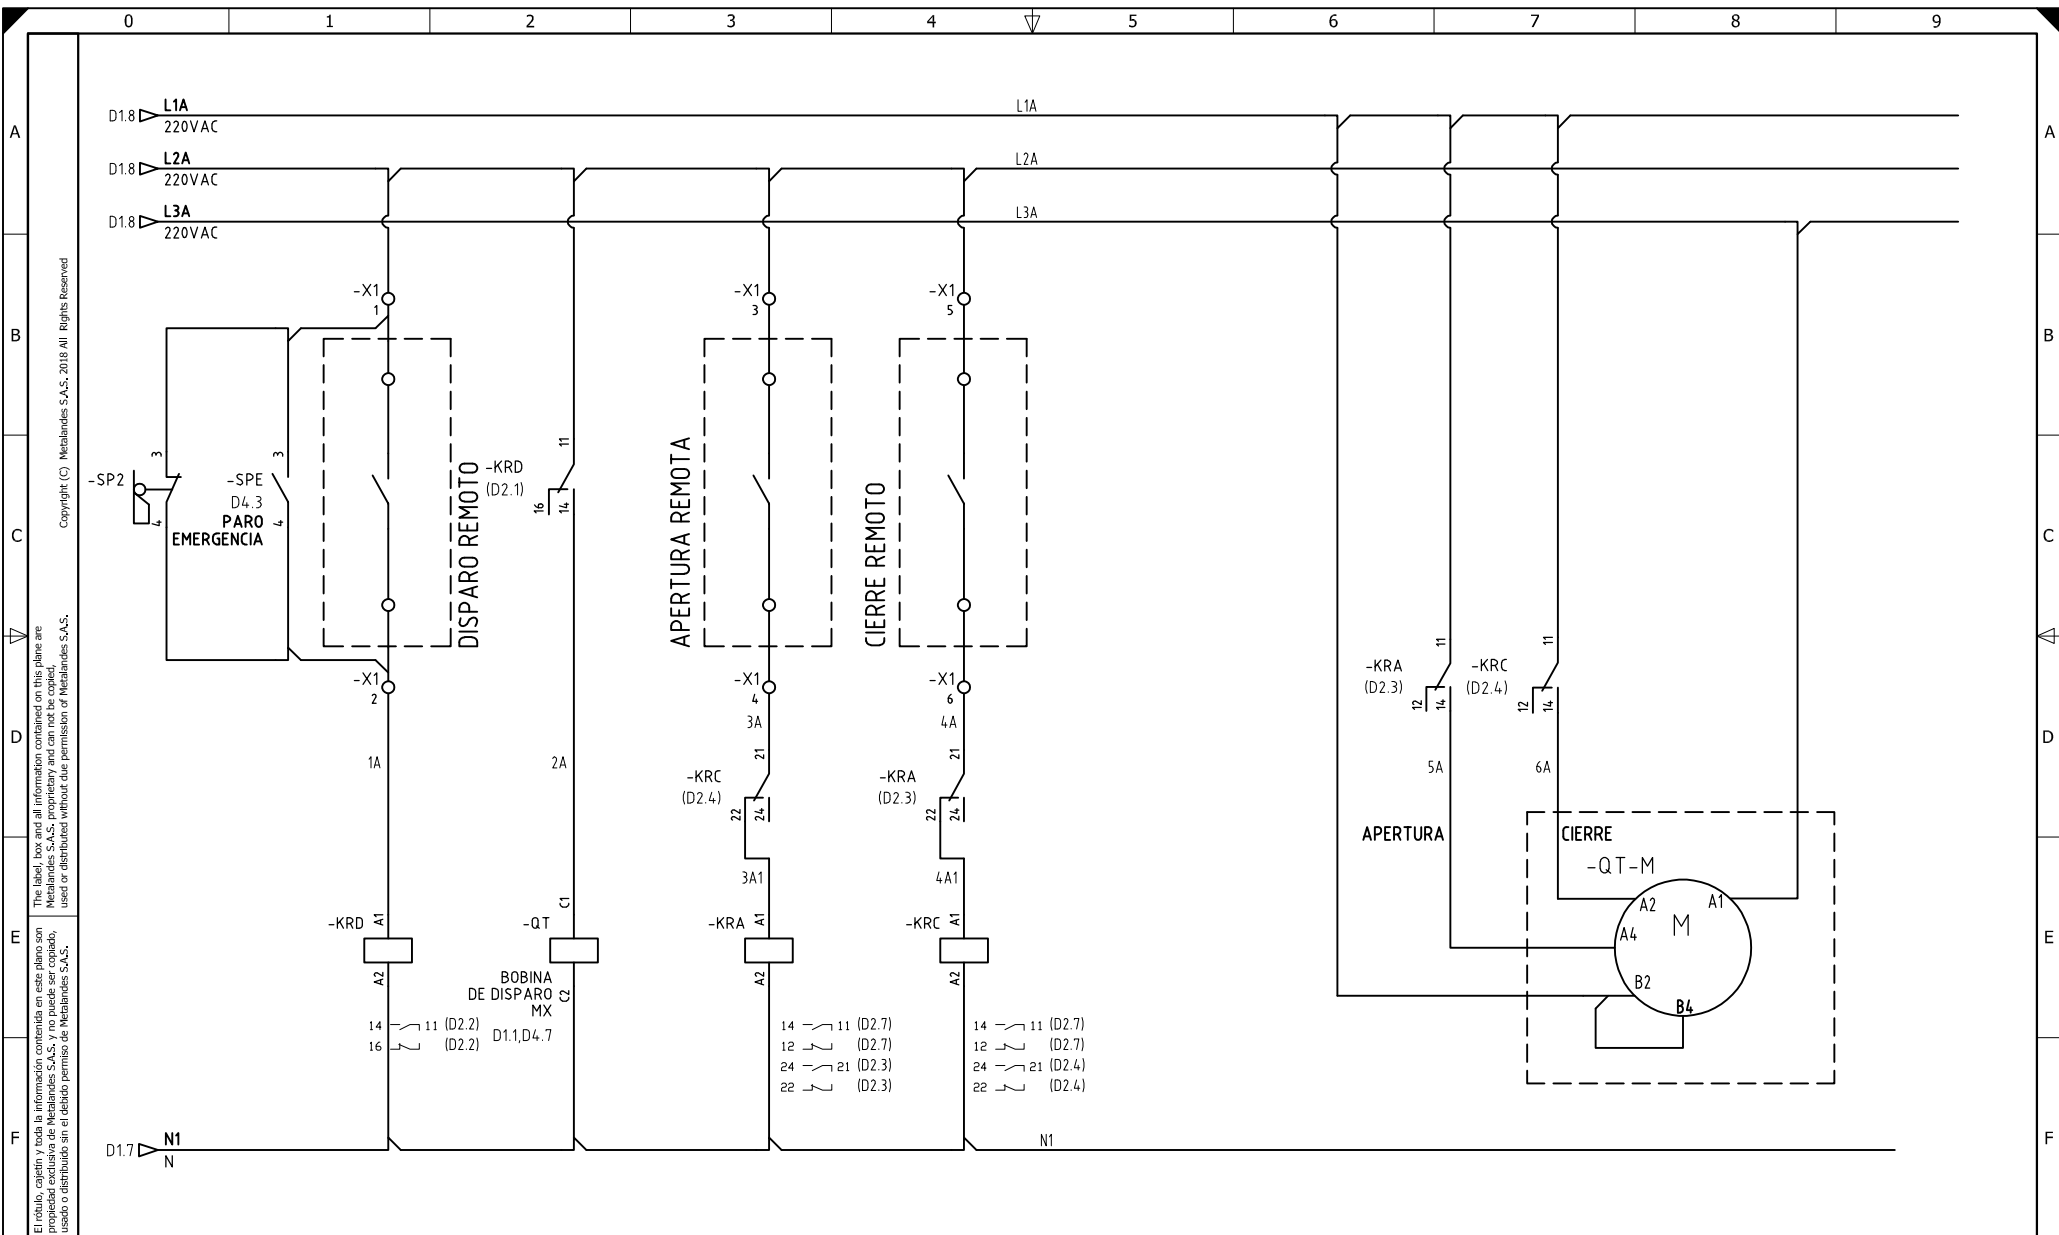 0 1 2 3 4 5 6 7 8 9
A A
B B
C C
D D
E E
F F
Copyright (C) Metalandes S.A.S. 2018 All Rights Reserved
The label, box and all information contained on this plane are
Metalandes S.A.S. proprietary and can not be copied,
used or distributed without due permission of Metalandes S.A.S.
El rótulo, cajetín y toda la información contenida en este plano son
propiedad exclusiva de Metalandes S.A.S. y no puede ser copiado,
usado o distribuido sin el debido permiso de Metalandes S.A.S.
D1.8 L1A L1A
220VAC
D1.8 L2A L2A
220VAC
D1.8 L3A L3A
220VAC
-X1
1
-X1
3
-X1
5
-SP2
3
4
-SPE
D4.3
PARO
EMERGENCIA
3
4
DISPARO REMOTO
-KRD
(D2.1)
11
16
14
APERTURA REMOTA
CIERRE REMOTO
-X1
2
-X1
4
-X1
6
1A
2A
3A
4A
-KRC
(D2.4)
21
22
24
-KRA
(D2.3)
21
22
24
3A1
4A1
-KRD
A1
A2
-QT
C1
C2
BOBINA
DE DISPARO
MX
D1.1,D4.7
-KRA
A1
A2
-KRC
A1
A2
14 11 (D2.2)
16 (D2.2)
14 11 (D2.7)
12 (D2.7)
24 21 (D2.3)
22 (D2.3)
14 11 (D2.7)
12 (D2.7)
24 21 (D2.4)
22 (D2.4)
-KRA
(D2.3)
11
12
14
-KRC
(D2.4)
11
12
14
5A
6A
APERTURA
CIERRE
-QT-M
A2
A1
M
A4
B2
B4
D1.7 N1 N1
N